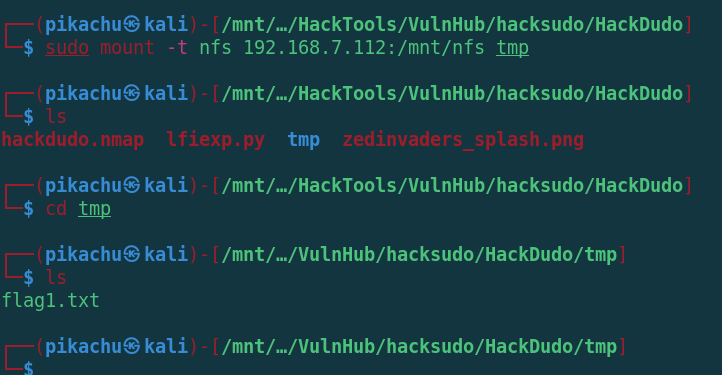 ┌──(pikachu㉿kali)-[/mnt/…/HackTools/VulnHub/hacksudo/HackDudo]
└─$ sudo mount -t nfs 192.168.7.112:/mnt/nfs tmp
┌──(pikachu㉿kali)-[/mnt/…/HackTools/VulnHub/hacksudo/HackDudo]
└─$ ls
hackdudo.nmap  lfiexp.py  tmp  zedinvaders_splash.png
┌──(pikachu㉿kali)-[/mnt/…/HackTools/VulnHub/hacksudo/HackDudo]
└─$ cd tmp
┌──(pikachu㉿kali)-[/mnt/…/VulnHub/hacksudo/HackDudo/tmp]
└─$ ls
flag1.txt
┌──(pikachu㉿kali)-[/mnt/…/VulnHub/hacksudo/HackDudo/tmp]
└─$